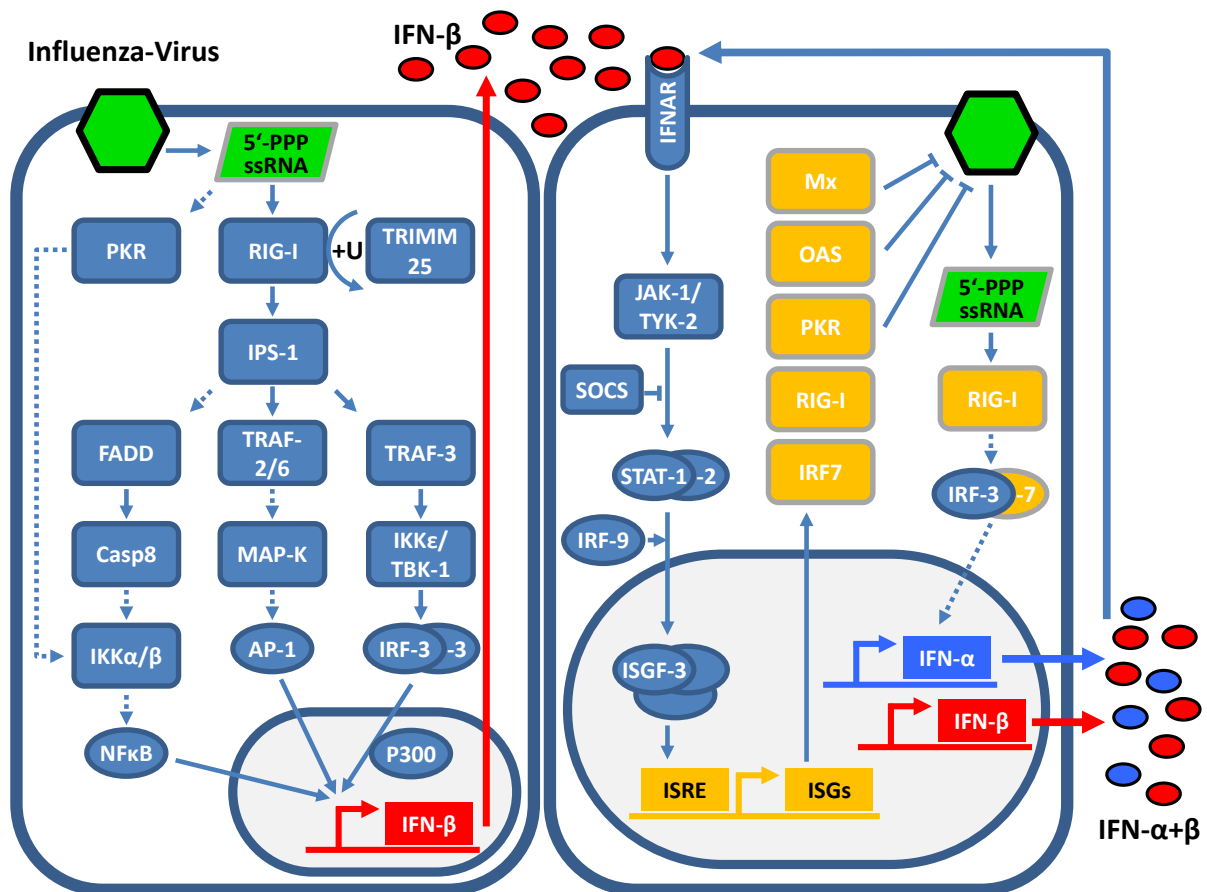 IFN-β
Influenza-Virus
5‘-PPP
ssRNA
PKR
RIG-I
+U
TRIMM
25
IPS-1
FADD
TRAF-
2/6
TRAF-3
Casp8
MAP-K
IKKε/
TBK-1
IKKα/β
AP-1
IRF-3
-3
NFκB
P300
IFN-β
IFNAR
JAK-1/
TYK-2
SOCS
STAT-1
-2
IRF-9
ISGF-3
ISRE
ISGs
Mx
OAS
PKR
RIG-I
IRF7
5‘-PPP
ssRNA
RIG-I
IRF-3
-7
IFN-α
IFN-β
IFN-α+β